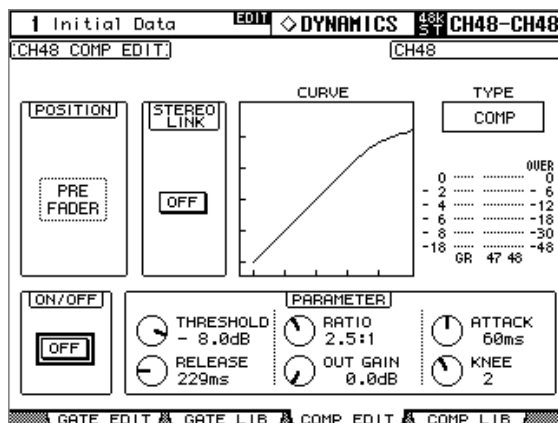 1 Initial Data EDIT ◇DYNAMICS 48K ST CH48-CH48
CH48 COMP EDIT
CH48
POSITION
PRE
FADER
STEREO
LINK
OFF
CURVE
TYPE
COMP
OVER
0 0
- 2 - 6
- 4 -12
- 6 -18
- 8 -30
-18 -48
GR 47 48
ON/OFF
OFF
PARAMETER
THRESHOLD
- 8.0dB
RATIO
2.5:1
ATTACK
60ms
RELEASE
229ms
OUT GAIN
0.0dB
KNEE
2
GATE EDIT GATE LIB COMP EDIT COMP LIB